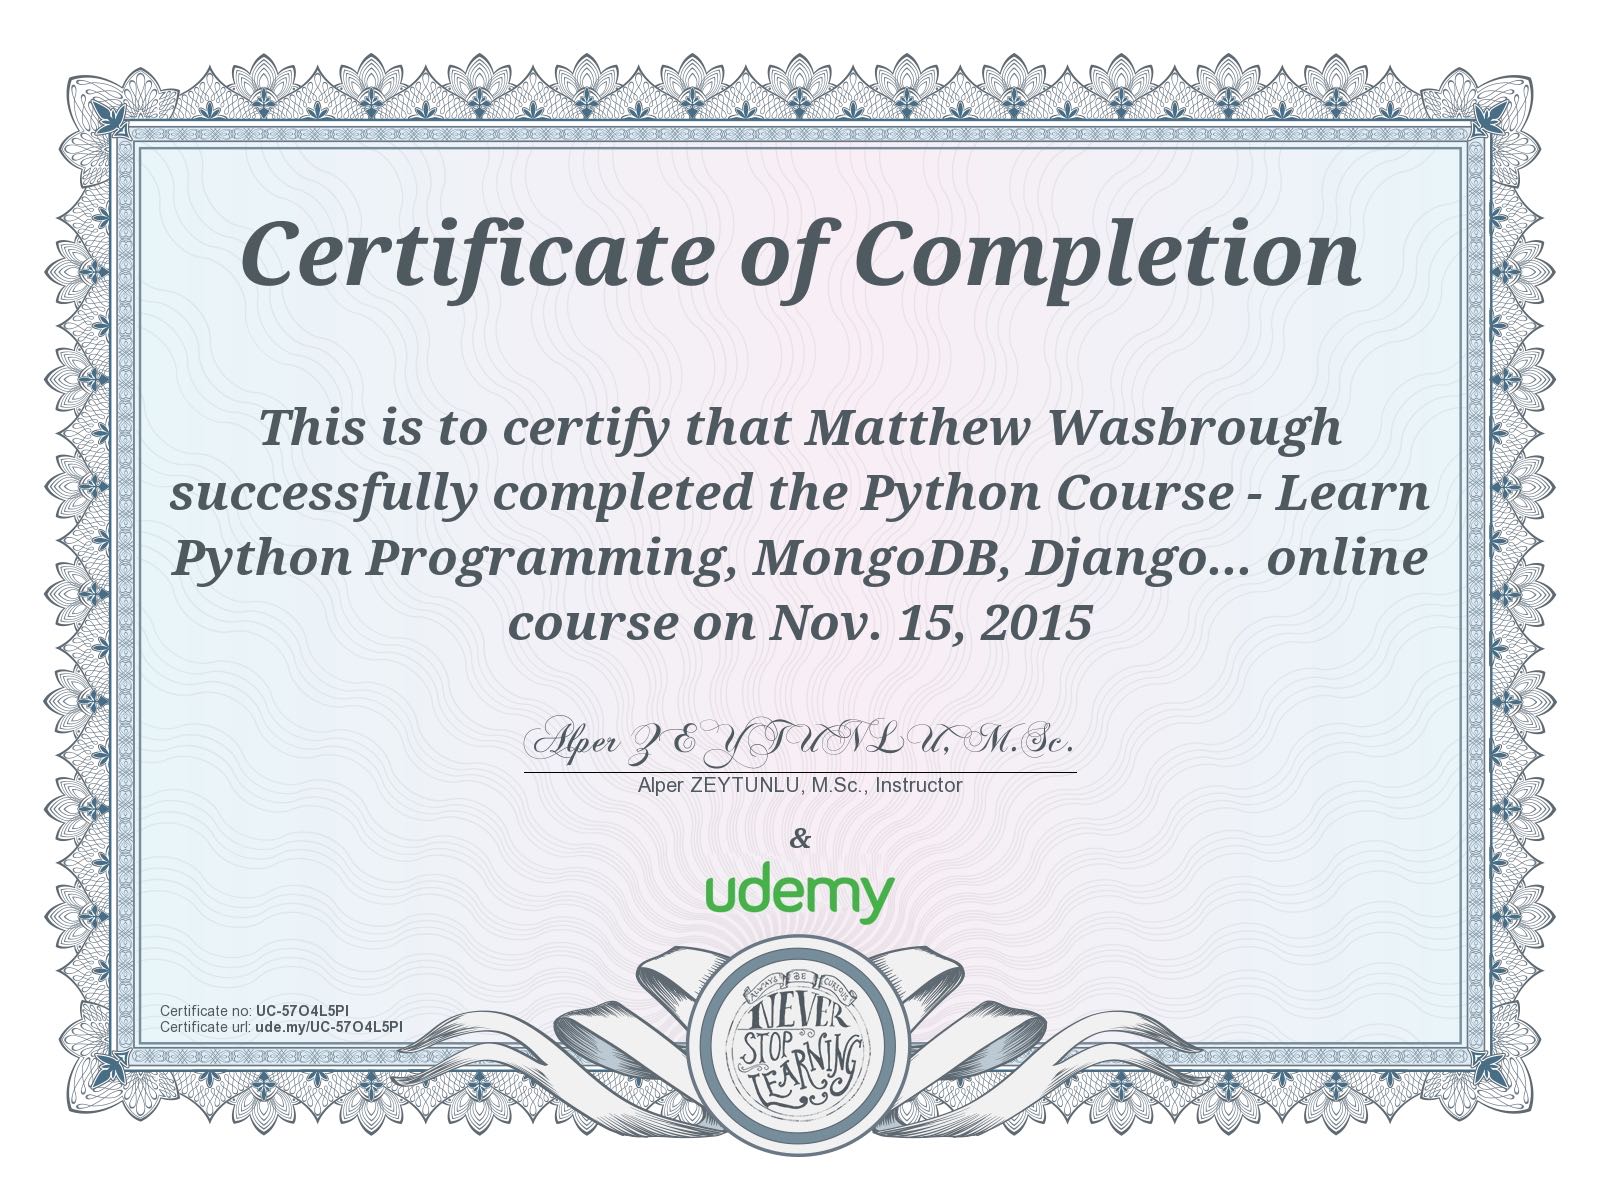 Certificate of Completion
This is to certify that Matthew Wasbrough
successfully completed the Python Course - Learn
Python Programming, MongoDB, Django... online
course on Nov. 15, 2015
Alper ZEYTUNLU, M.Sc.
Alper ZEYTUNLU, M.Sc., Instructor
&
udemy
Certificate no: UC-57O4L5PI
Certificate url: ude.my/UC-57O4L5PI
ALWAYS BE CURIOUS
NEVER
STOP
LEARNING